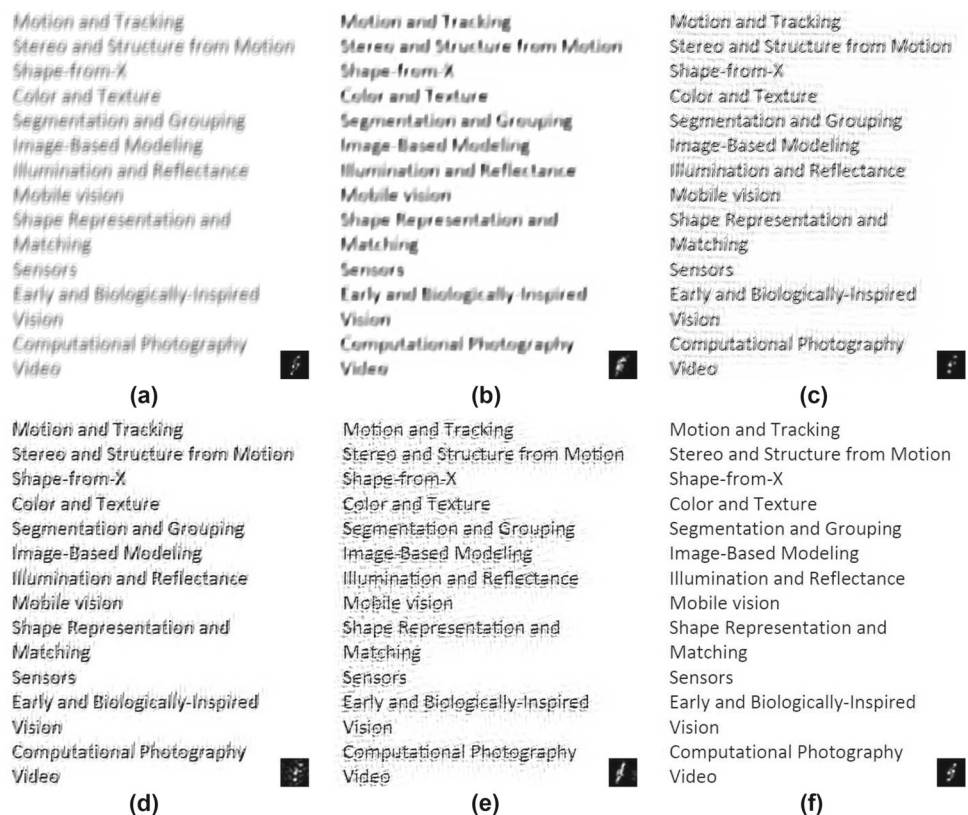 Motion and Tracking
Stereo and Structure from Motion
Shape-from-X
Color and Texture
Segmentation and Grouping
Image-Based Modeling
Illumination and Reflectance
Mobile vision
Shape Representation and
Matching
Sensors
Early and Biologically-Inspired
Vision
Computational Photography
Video
(a)
Motion and Tracking
Stereo and Structure from Motion
Shape-from-X
Color and Texture
Segmentation and Grouping
Image-Based Modeling
Illumination and Reflectance
Mobile vision
Shape Representation and
Matching
Sensors
Early and Biologically-Inspired
Vision
Computational Photography
Video
(b)
Motion and Tracking
Stereo and Structure from Motion
Shape-from-X
Color and Texture
Segmentation and Grouping
Image-Based Modeling
Illumination and Reflectance
Mobile vision
Shape Representation and
Matching
Sensors
Early and Biologically-Inspired
Vision
Computational Photography
Video
(c)
Motion and Tracking
Stereo and Structure from Motion
Shape-from-X
Color and Texture
Segmentation and Grouping
Image-Based Modeling
Illumination and Reflectance
Mobile vision
Shape Representation and
Matching
Sensors
Early and Biologically-Inspired
Vision
Computational Photography
Video
(d)
Motion and Tracking
Stereo and Structure from Motion
Shape-from-X
Color and Texture
Segmentation and Grouping
Image-Based Modeling
Illumination and Reflectance
Mobile vision
Shape Representation and
Matching
Sensors
Early and Biologically-Inspired
Vision
Computational Photography
Video
(e)
Motion and Tracking
Stereo and Structure from Motion
Shape-from-X
Color and Texture
Segmentation and Grouping
Image-Based Modeling
Illumination and Reflectance
Mobile vision
Shape Representation and
Matching
Sensors
Early and Biologically-Inspired
Vision
Computational Photography
Video
(f)